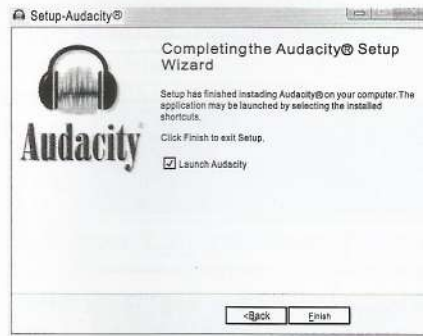 Setup-Audacity®
Completingthe Audacity® Setup
Wizard
Setup has finished instading Audacity®on your computer.The
application may be launched by selecting the installed
shortcuts.
Click Finish to exit Setup.
Audacity
Launch Audacity
<Back
Finish